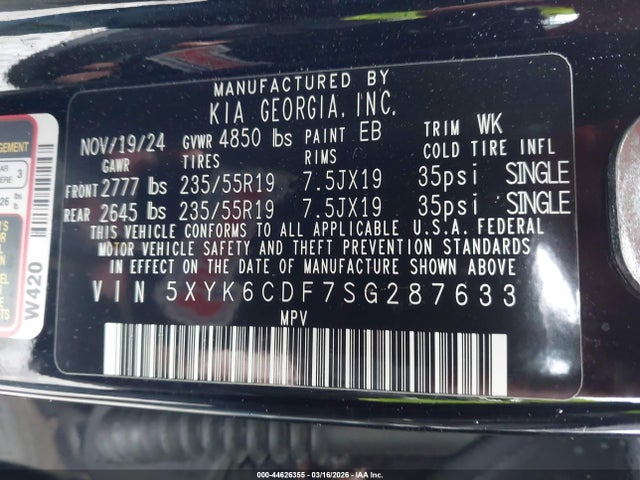 MANUFACTURED BY
KIA GEORGIA, INC.
NOV/19/24 GVWR 4850 lbs PAINT EB TRIM WK
GAWR TIRES RIMS COLD TIRE INFL
FRONT 2777 lbs 235/55R19 7.5JX19 35psi SINGLE
REAR 2645 lbs 235/55R19 7.5JX19 35psi SINGLE
THIS VEHICLE CONFORMS TO ALL APPLICABLE U.S.A. FEDERAL
MOTOR VEHICLE SAFETY AND THEFT PREVENTION STANDARDS
IN EFFECT ON THE DATE OF MANUFACTURE SHOWN ABOVE
VIN 5XYK6CDF7SG287633
MPV
W420
000-44626355 | 03/16/2026 | IAA Inc.